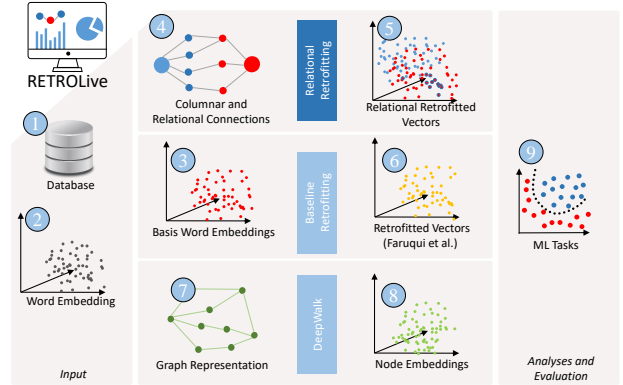 RETROLive
1
Database
2
Word Embedding
Input
4
Columnar and
Relational Connections
Relational
Retrofitting
5
Relational Retrofitted
Vectors
3
Basis Word Embeddings
Baseline
Retrofitting
6
Retrofitted Vectors
(Faruqui et al.)
7
Graph Representation
DeepWalk
8
Node Embeddings
9
ML Tasks
Analyses and
Evaluation